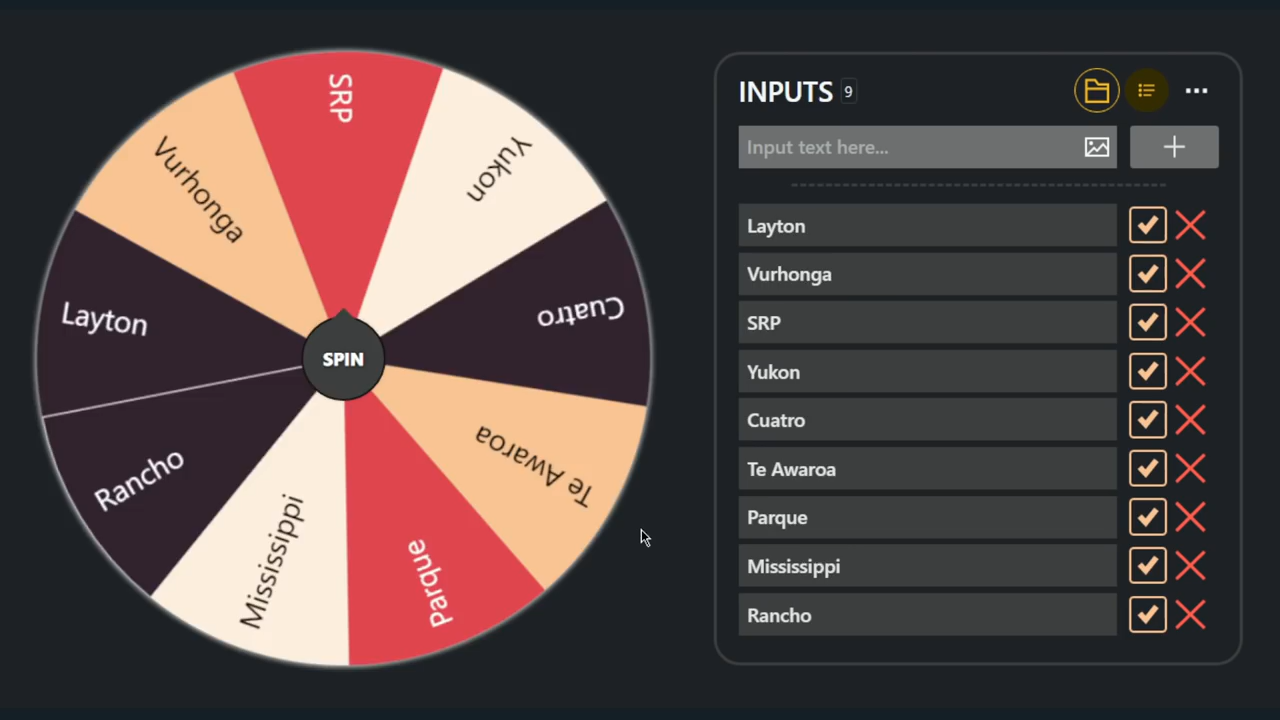 SRP
Yukon
Cuatro
Te Awaroa
Parque
Mississippi
Rancho
Layton
Vurhonga
SPIN
INPUTS 9
Input text here...
Layton
Vurhonga
SRP
Yukon
Cuatro
Te Awaroa
Parque
Mississippi
Rancho